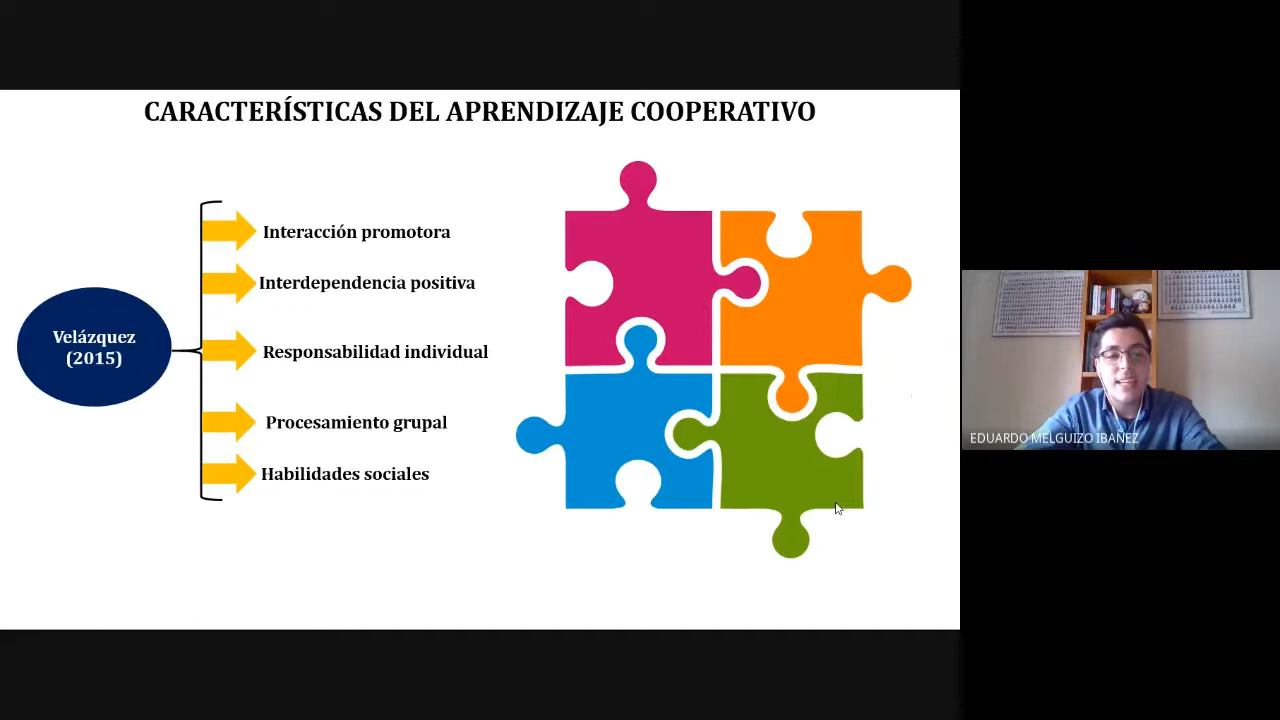 CARACTERÍSTICAS DEL APRENDIZAJE COOPERATIVO
Velázquez
(2015)
Interacción promotora
Interdependencia positiva
Responsabilidad individual
Procesamiento grupal
Habilidades sociales
EDUARDO MELGUIZO IBAÑEZ